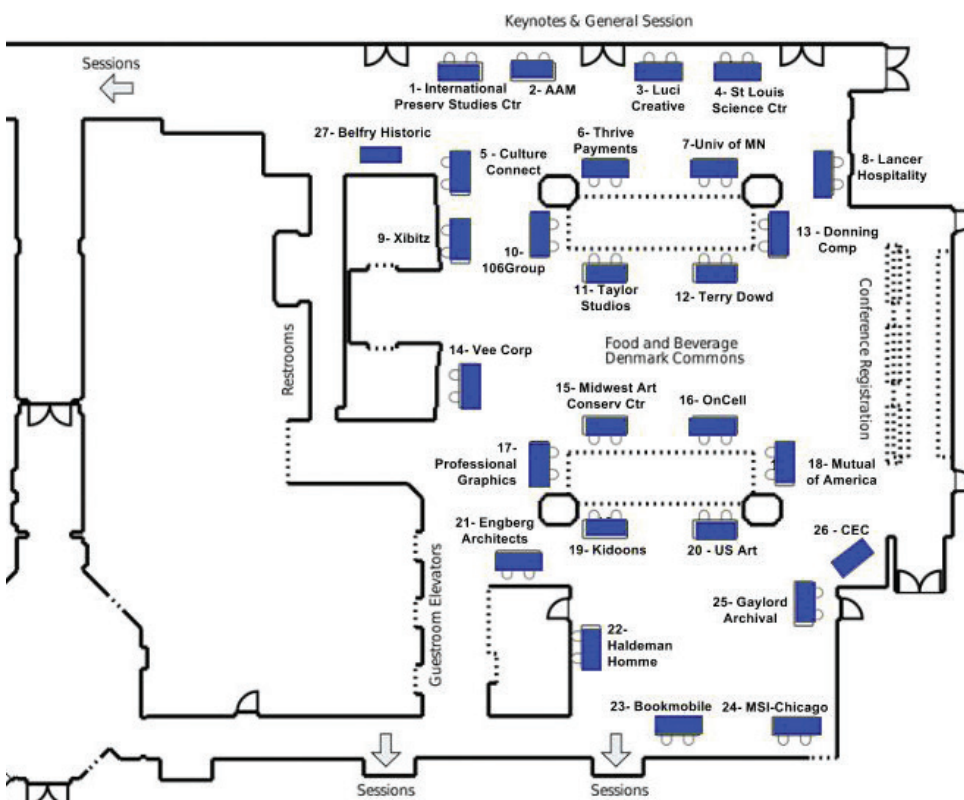 Keynotes & General Session
Sessions
1- International
Preserv Studies Ctr
2- AAM
3- Luci
Creative
4- St Louis
Science Ctr
27- Belfry Historic
5 - Culture
Connect
6- Thrive
Payments
7-Univ of MN
8- Lancer
Hospitality
9- Xibitz
10-
106Group
13 - Donning
Comp
11- Taylor
Studios
12- Terry Dowd
Restrooms
Conference Registration
14- Vee Corp
Food and Beverage
Denmark Commons
15- Midwest Art
Conserv Ctr
16- OnCell
17-
Professional
Graphics
18- Mutual
of America
21- Engberg
Architects
19- Kidoons
20 - US Art
26 - CEC
Guestroom Elevators
25- Gaylord
Archival
22-
Haldeman
Homme
23- Bookmobile
24- MSI-Chicago
Sessions
Sessions